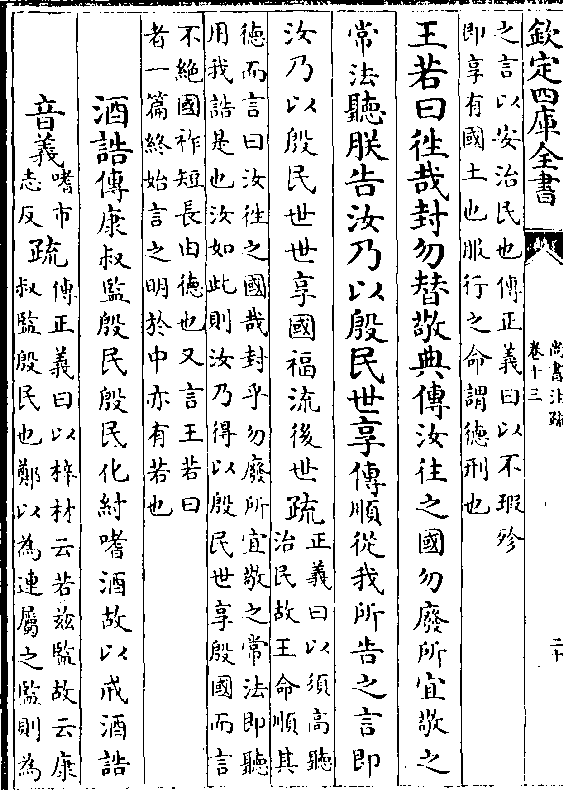 欽定四庫全書
尚書注疏
卷十三
二十
之言以安治民也傳正義曰以不瑕殄
即享有國土也服行之命謂德刑也
王若曰徃哉封勿替敬典傳汝往之國勿廢所宜敬之
常法聽朕告汝乃以殷民世享傳順從我所告之言即
汝乃以殷民世世享國福流後世疏正義曰以須高聽
治民故王命順其
德而言曰汝徃之國哉封乎勿廢所宜敬之常法即聽
用我誥是也汝如此則汝乃得以殷民世享殷國而言
不絶國祚短長由德也又言王若曰
者一篇終始言之明於中亦有若也
酒誥傳康叔監殷民殷民化紂嗜酒故以戒酒誥
音義嗜市
志反疏傳正義曰以梓材云若兹監故云康
叔監殷民也鄭以為連屬之監則為